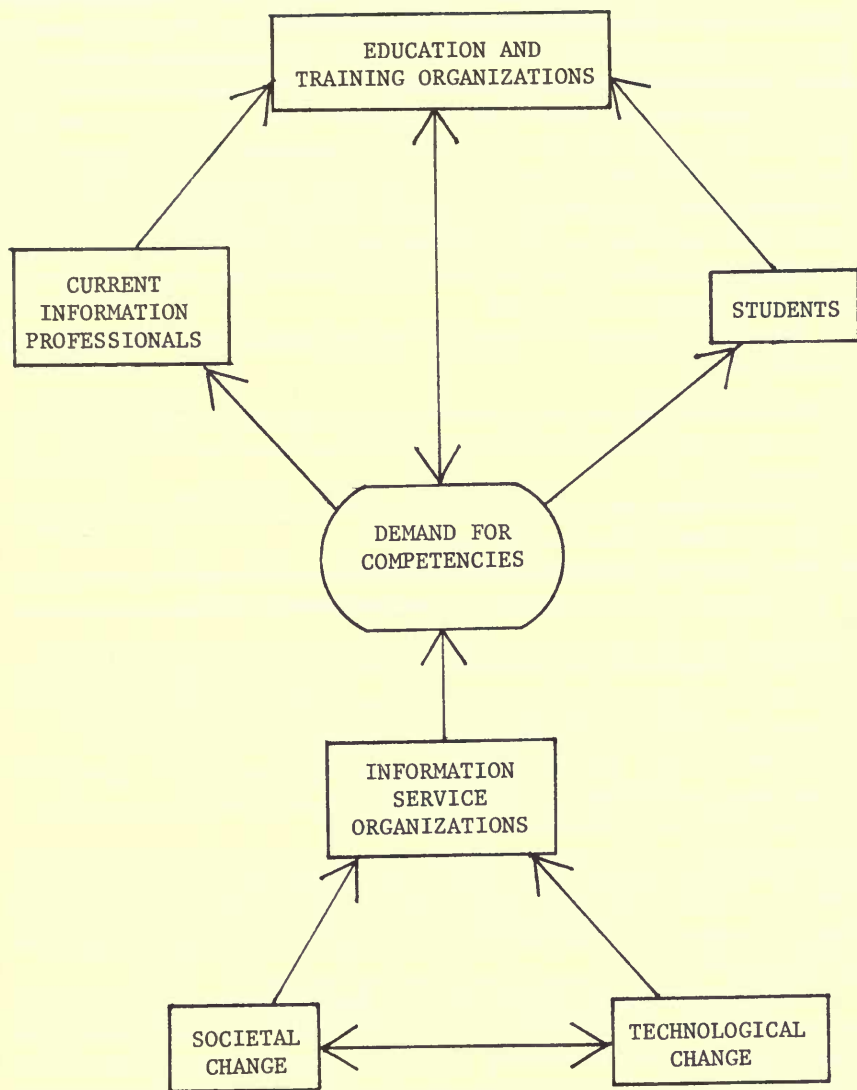 EDUCATION AND
TRAINING ORGANIZATIONS
CURRENT
INFORMATION
PROFESSIONALS
STUDENTS
DEMAND FOR
COMPETENCIES
INFORMATION
SERVICE
ORGANIZATIONS
SOCIETAL
CHANGE
TECHNOLOGICAL
CHANGE